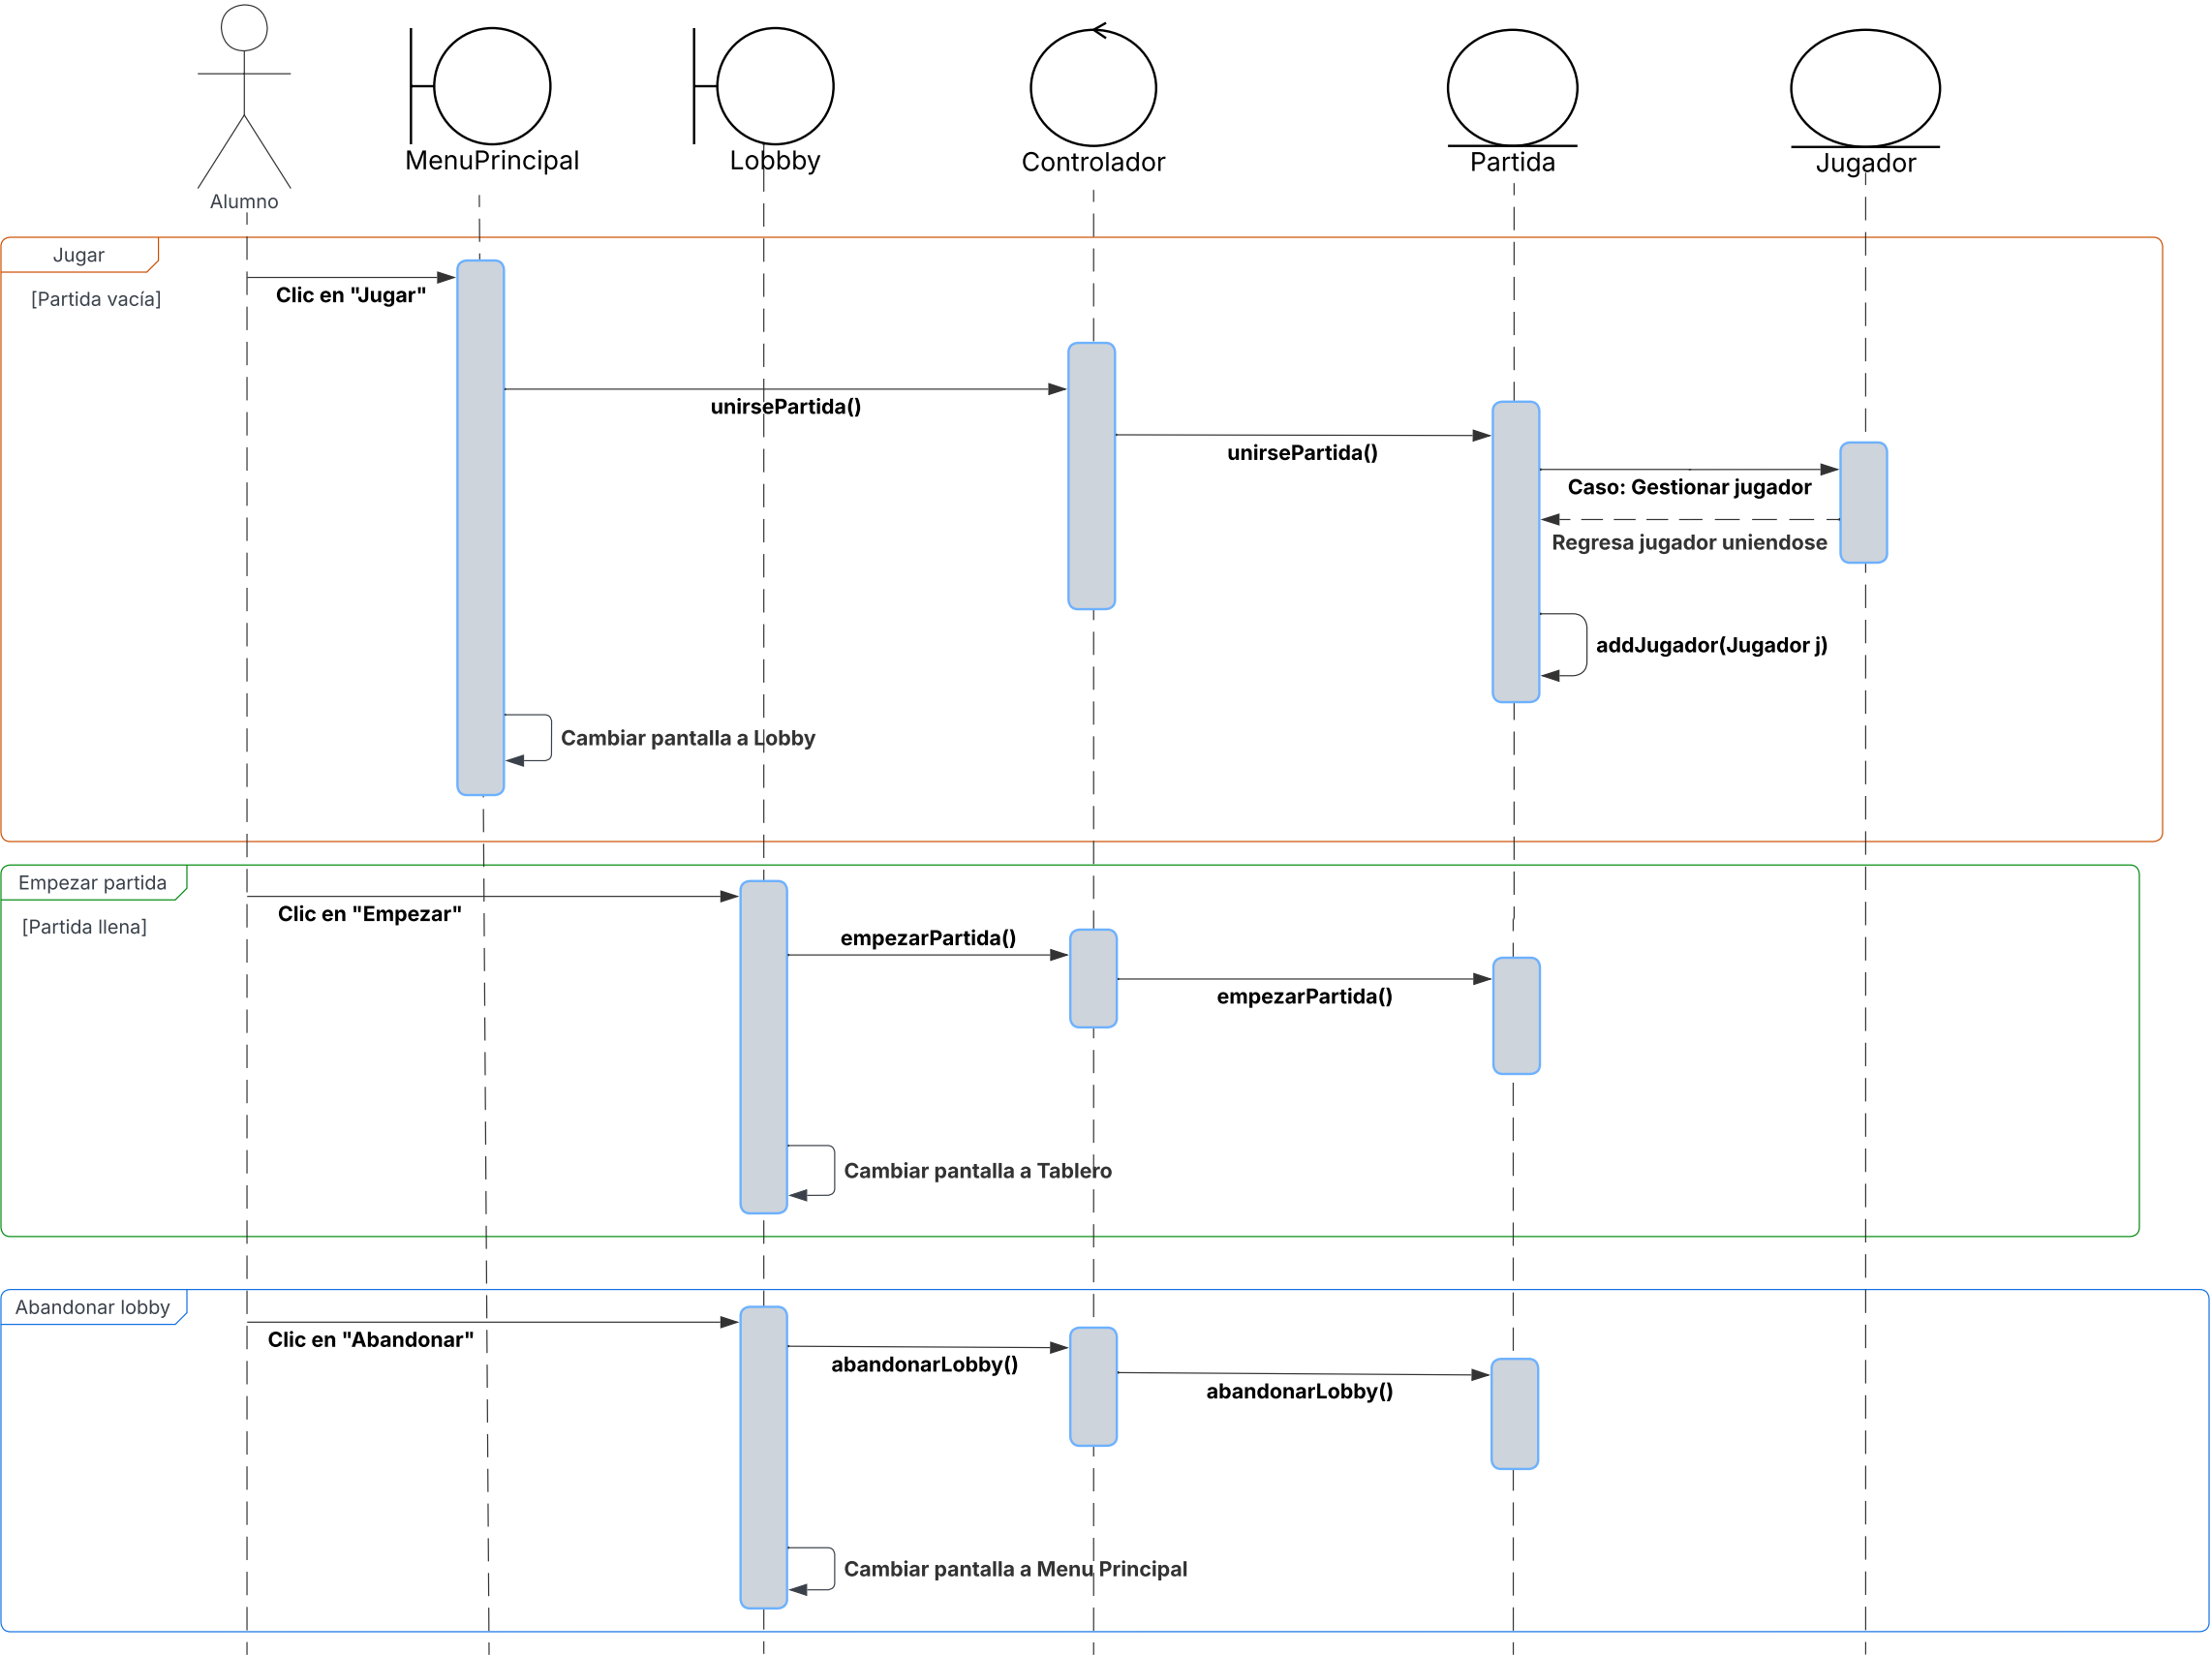 Alumno
MenuPrincipal
Lobbby
Controlador
Partida
Jugador
Jugar
[Partida vacía]
Clic en "Jugar"
unirsePartida()
unirsePartida()
Caso: Gestionar jugador
Regresa jugador uniendose
addJugador(Jugador j)
Cambiar pantalla a Lobby
Empezar partida
[Partida llena]
Clic en "Empezar"
empezarPartida()
empezarPartida()
Cambiar pantalla a Tablero
Abandonar lobby
Clic en "Abandonar"
abandonarLobby()
abandonarLobby()
Cambiar pantalla a Menu Principal